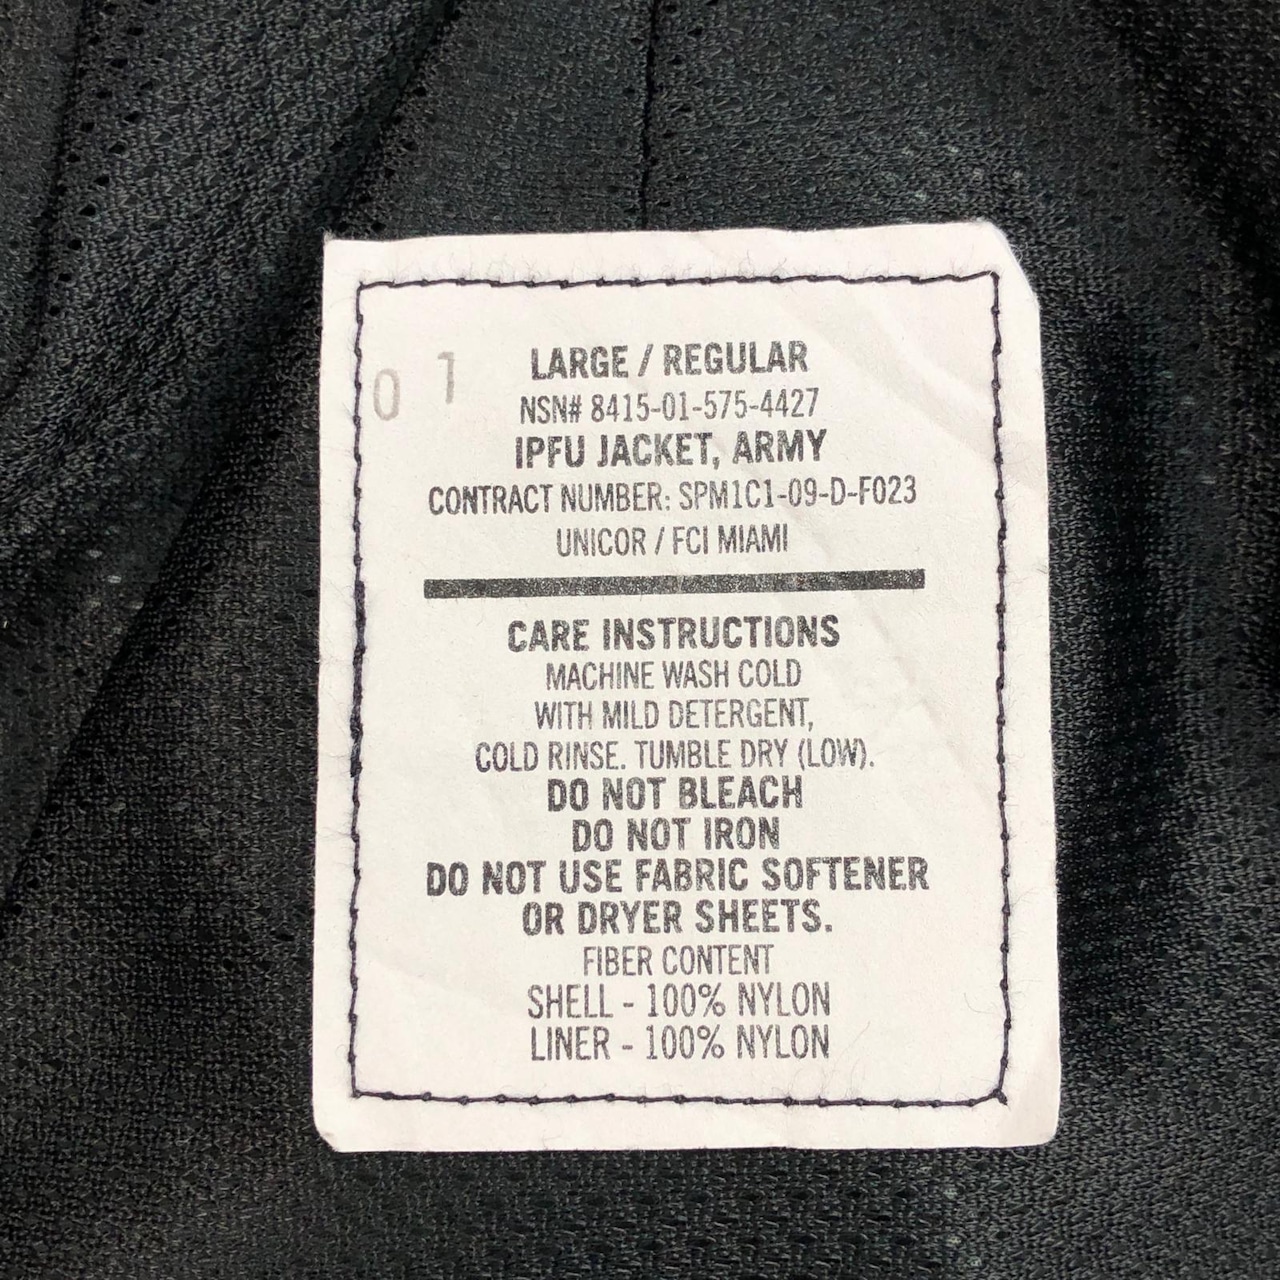 0 1
LARGE / REGULAR
NSN# 8415-01-575-4427
IPFU JACKET, ARMY
CONTRACT NUMBER: SPM1C1-09-D-F023
UNICOR / FCI MIAMI
CARE INSTRUCTIONS
MACHINE WASH COLD
WITH MILD DETERGENT,
COLD RINSE. TUMBLE DRY (LOW).
DO NOT BLEACH
DO NOT IRON
DO NOT USE FABRIC SOFTENER
OR DRYER SHEETS.
FIBER CONTENT
SHELL - 100% NYLON
LINER - 100% NYLON